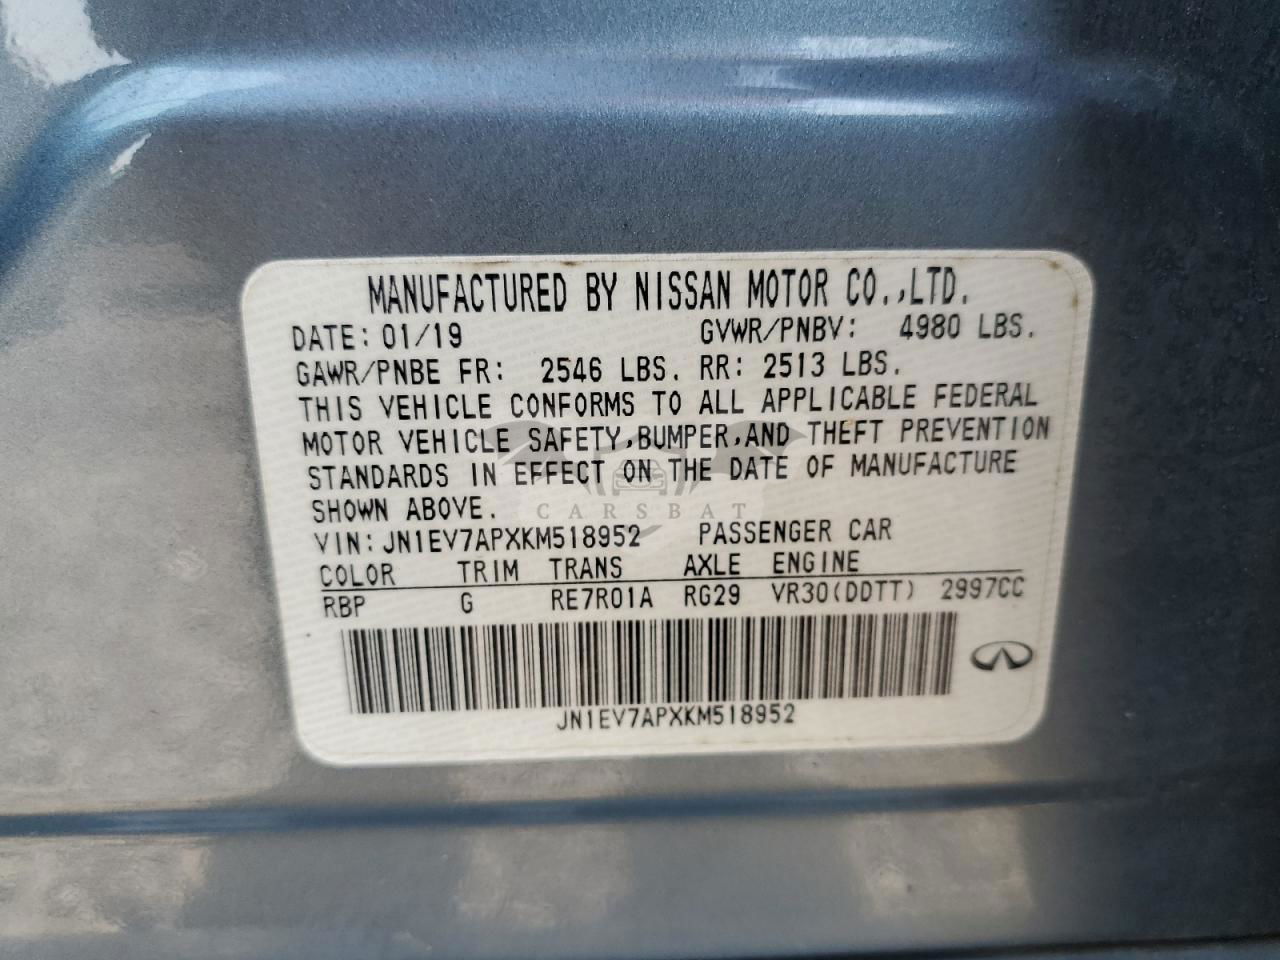 MANUFACTURED BY NISSAN MOTOR CO.,LTD.
DATE: 01/19 GVWR/PNBV: 4980 LBS.
GAWR/PNBE FR: 2546 LBS. RR: 2513 LBS.
THIS VEHICLE CONFORMS TO ALL APPLICABLE FEDERAL
MOTOR VEHICLE SAFETY,BUMPER,AND THEFT PREVENTION
STANDARDS IN EFFECT ON THE DATE OF MANUFACTURE
SHOWN ABOVE.
CARSBAT
VIN: JN1EV7APXKM518952 PASSENGER CAR
COLOR TRIM TRANS AXLE ENGINE
RBP G RE7R01A RG29 VR30(DDTT) 2997CC
JN1EV7APXKM518952